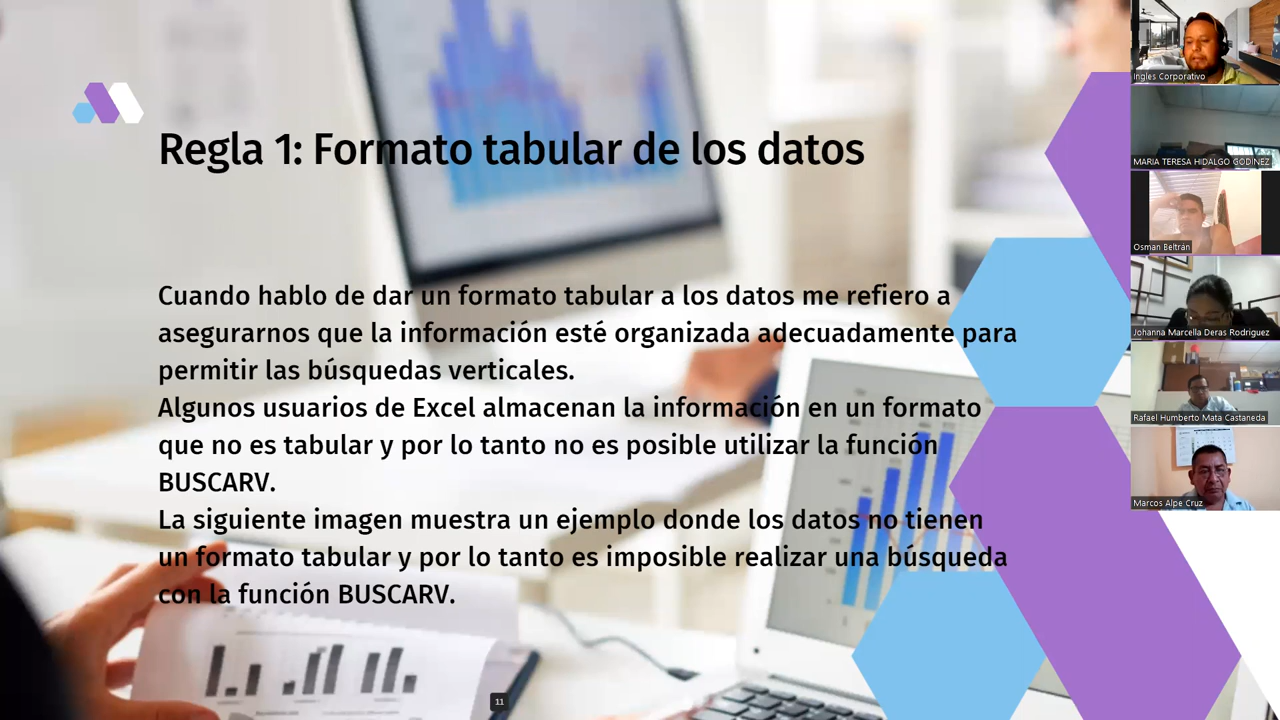 Regla 1: Formato tabular de los datos
Cuando hablo de dar un formato tabular a los datos me refiero a
asegurarnos que la información esté organizada adecuadamente para
permitir las búsquedas verticales.
Algunos usuarios de Excel almacenan la información en un formato
que no es tabular y por lo tanto no es posible utilizar la función
BUSCARV.
La siguiente imagen muestra un ejemplo donde los datos no tienen
un formato tabular y por lo tanto es imposible realizar una búsqueda
con la función BUSCARV.
11
Ingles Corporativo
MARIA TERESA HIDALGO GODINEZ
Osman Beltrán
Johanna Marcella Deras Rodriguez
Rafael Humberto Mata Castaneda
Marcos Alpe Cruz